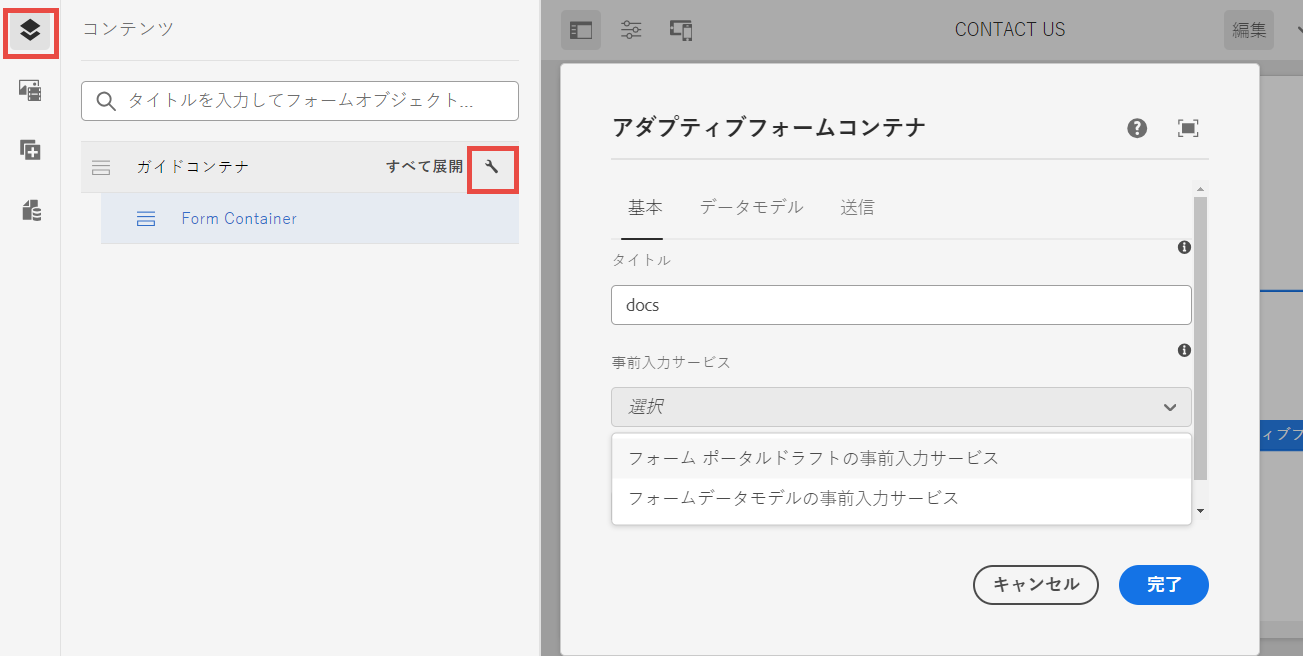 コンテンツ
タイトルを入力してフォームオブジェクト...
ガイドコンテナ すべて展開
Form Container
CONTACT US 編集
アダプティブフォームコンテナ
基本 データモデル 送信
タイトル
docs
事前入力サービス
選択
フォーム ポータルドラフトの事前入力サービス
フォームデータモデルの事前入力サービス
ィブフ
キャンセル 完了